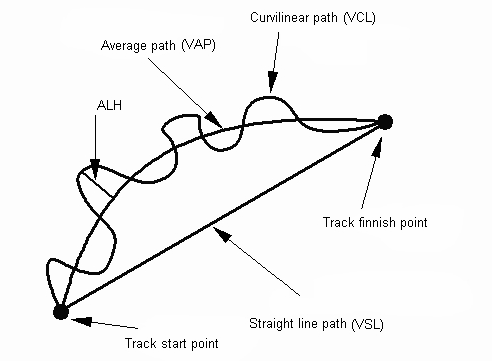 Curvilinear path (VCL)
Average path (VAP)
ALH
Track finnish point
Straight line path (VSL)
Track start point